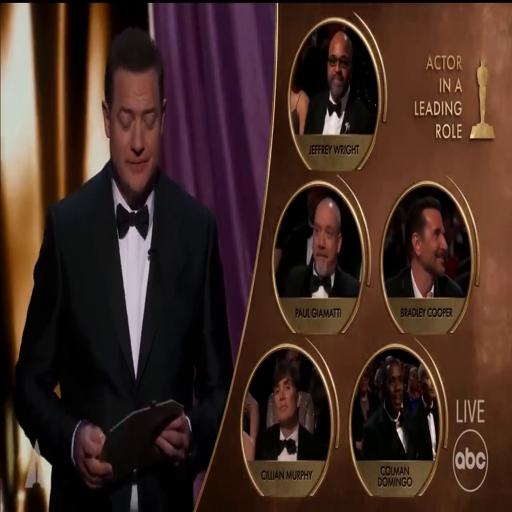 ACTOR
IN A
LEADING
ROLE
JEFFREY WRIGHT
PAUL GIAMATTI
BRADLEY COOPER
CILLIAN MURPHY
COLMAN
DOMINGO
LIVE
abc